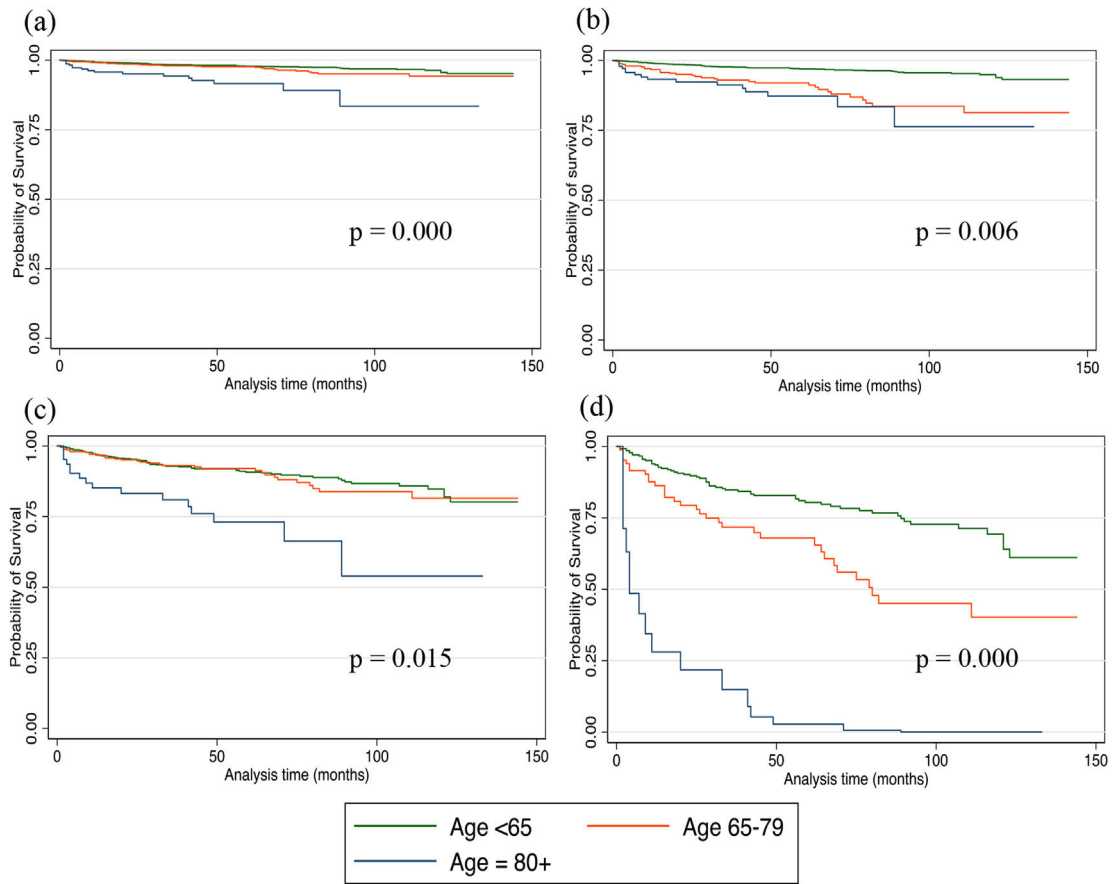 (a)
Probability of Survival
1.00
0.75
0.50
0.25
0.00
p = 0.000
0 50 100 150
Analysis time (months)
(b)
Probability of survival
1.00
0.75
0.50
0.25
0.00
p = 0.006
0 50 100 150
Analysis time (months)
(c)
Probability of Survival
1.00
0.75
0.50
0.25
0.00
p = 0.015
0 50 100 150
Analysis time (months)
(d)
Probability of Survival
1.00
0.75
0.50
0.25
0.00
p = 0.000
0 50 100 150
Analysis time (months)
Age <65 Age 65-79
Age = 80+